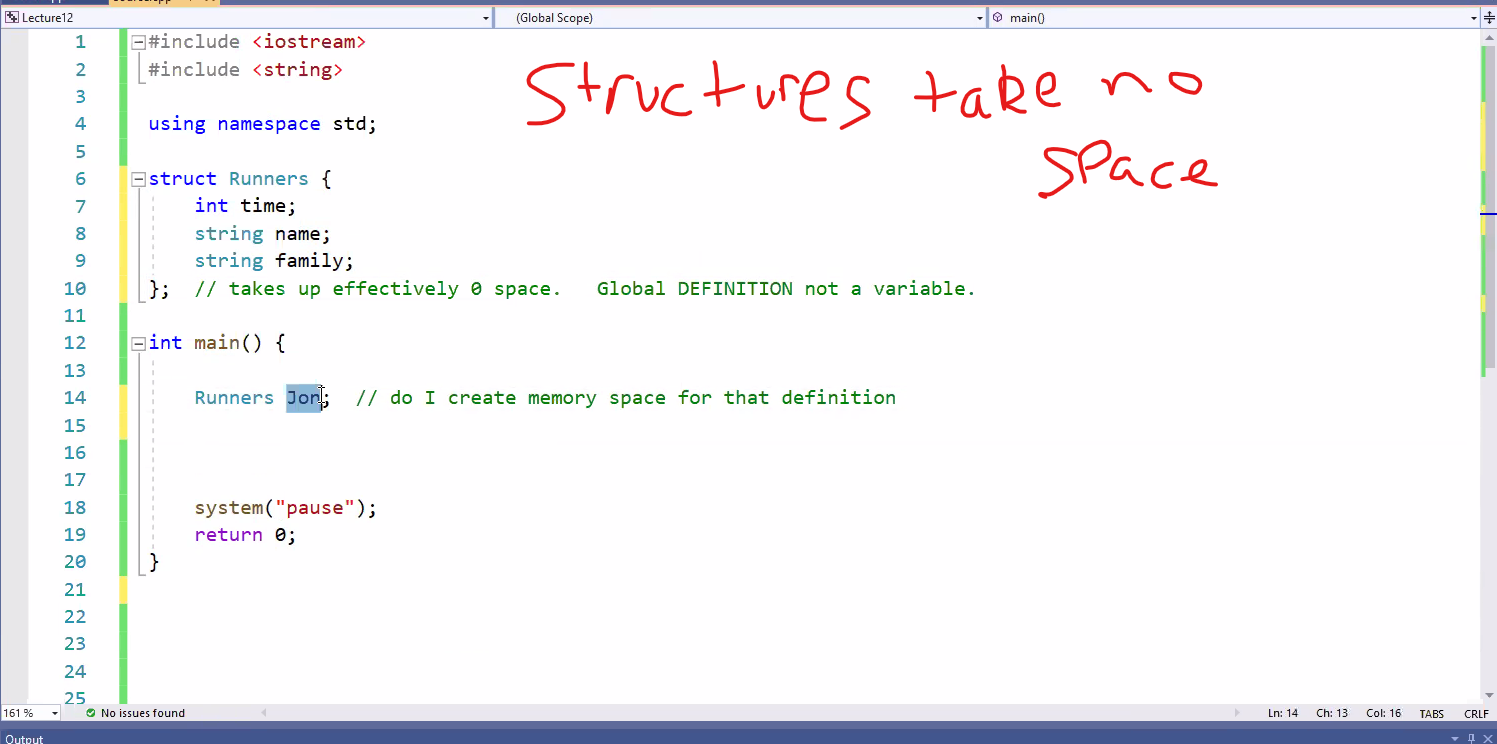 Lecture12 (Global Scope) main()
1 #include <iostream>
Structures take no
2 #include <string>
3
4 using namespace std;
space
5
6 struct Runners {
7 int time;
8 string name;
9 string family;
10 }; // takes up effectively 0 space. Global DEFINITION not a variable.
11
12 int main() {
13
14 Runners Jon; // do I create memory space for that definition
15
16
17
18 system("pause");
19 return 0;
20 }
21
22
23
24
25
161 % No issues found Ln: 14 Ch: 13 Col: 16 TABS CRLF
Output